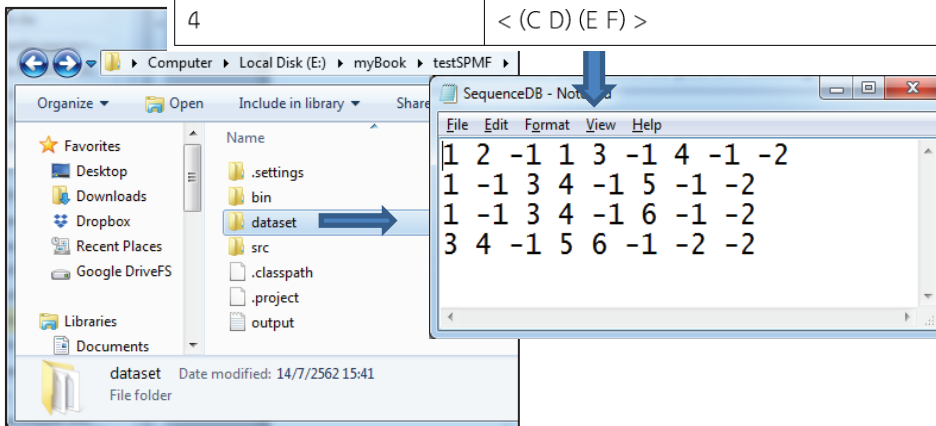 4 < (C D) (E F) >
Computer Local Disk (E:) myBook testSPMF
Organize Open Include in library Share
Favorites
Desktop
Downloads
Dropbox
Recent Places
Google DriveFS
Libraries
Documents
Name
.settings
bin
dataset
src
.classpath
.project
output
dataset Date modified: 14/7/2562 15:41
File folder
SequenceDB -
File Edit Format View Help
1 2 -1 1 3 -1 4 -1 -2
1 -1 3 4 -1 5 -1 -2
1 -1 3 4 -1 6 -1 -2
3 4 -1 5 6 -1 -2 -2